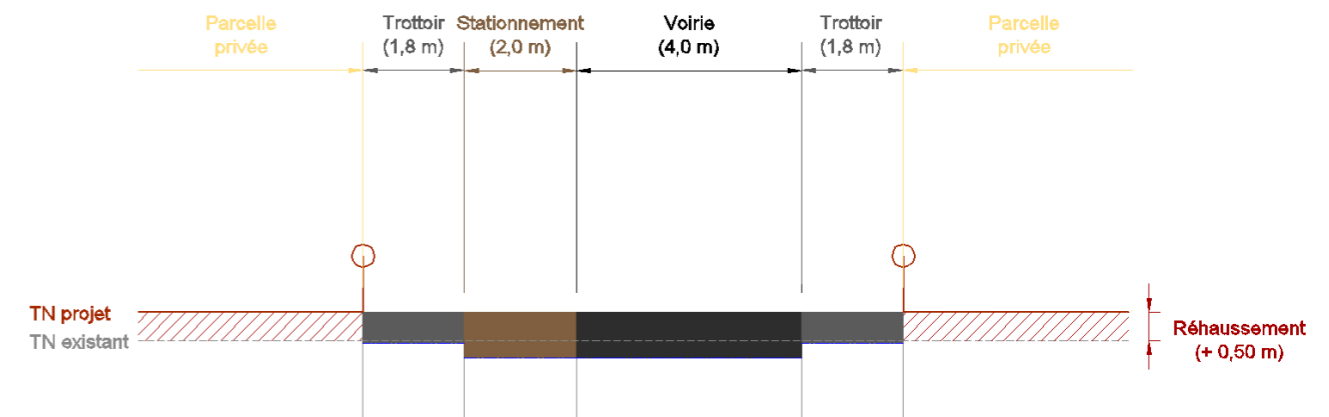 Parcelle
privée
Trottoir
(1,8 m)
Stationnement
(2,0 m)
Voirie
(4,0 m)
Trottoir
(1,8 m)
Parcelle
privée
TN projet
TN existant
Réhaussement
(+ 0,50 m)